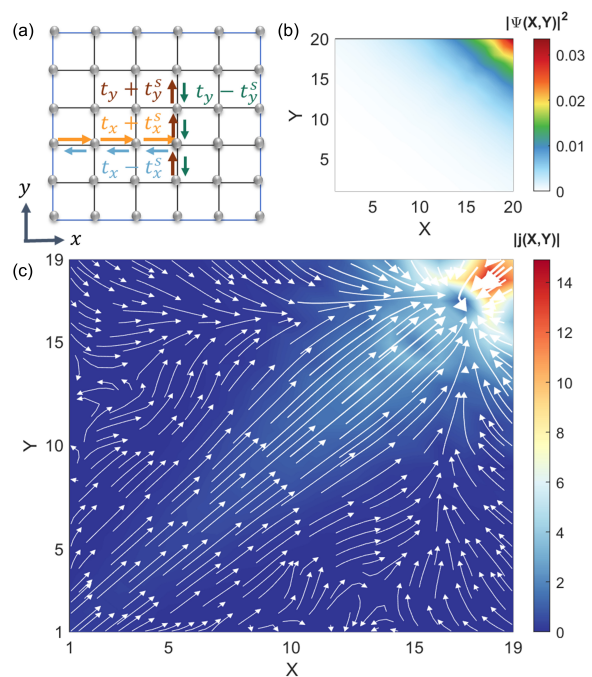 (a)
t_y + t_y^s
t_y − t_y^s
t_x + t_x^s
t_x − t_x^s
y
x
(b)
|Ψ(X,Y)|²
20
15
10
5
Y
5 10 15 20
X
0.03
0.02
0.01
0
(c)
|j(X,Y)|
19
15
10
5
1
Y
1 5 10 15 19
X
14
12
10
8
6
4
2
0